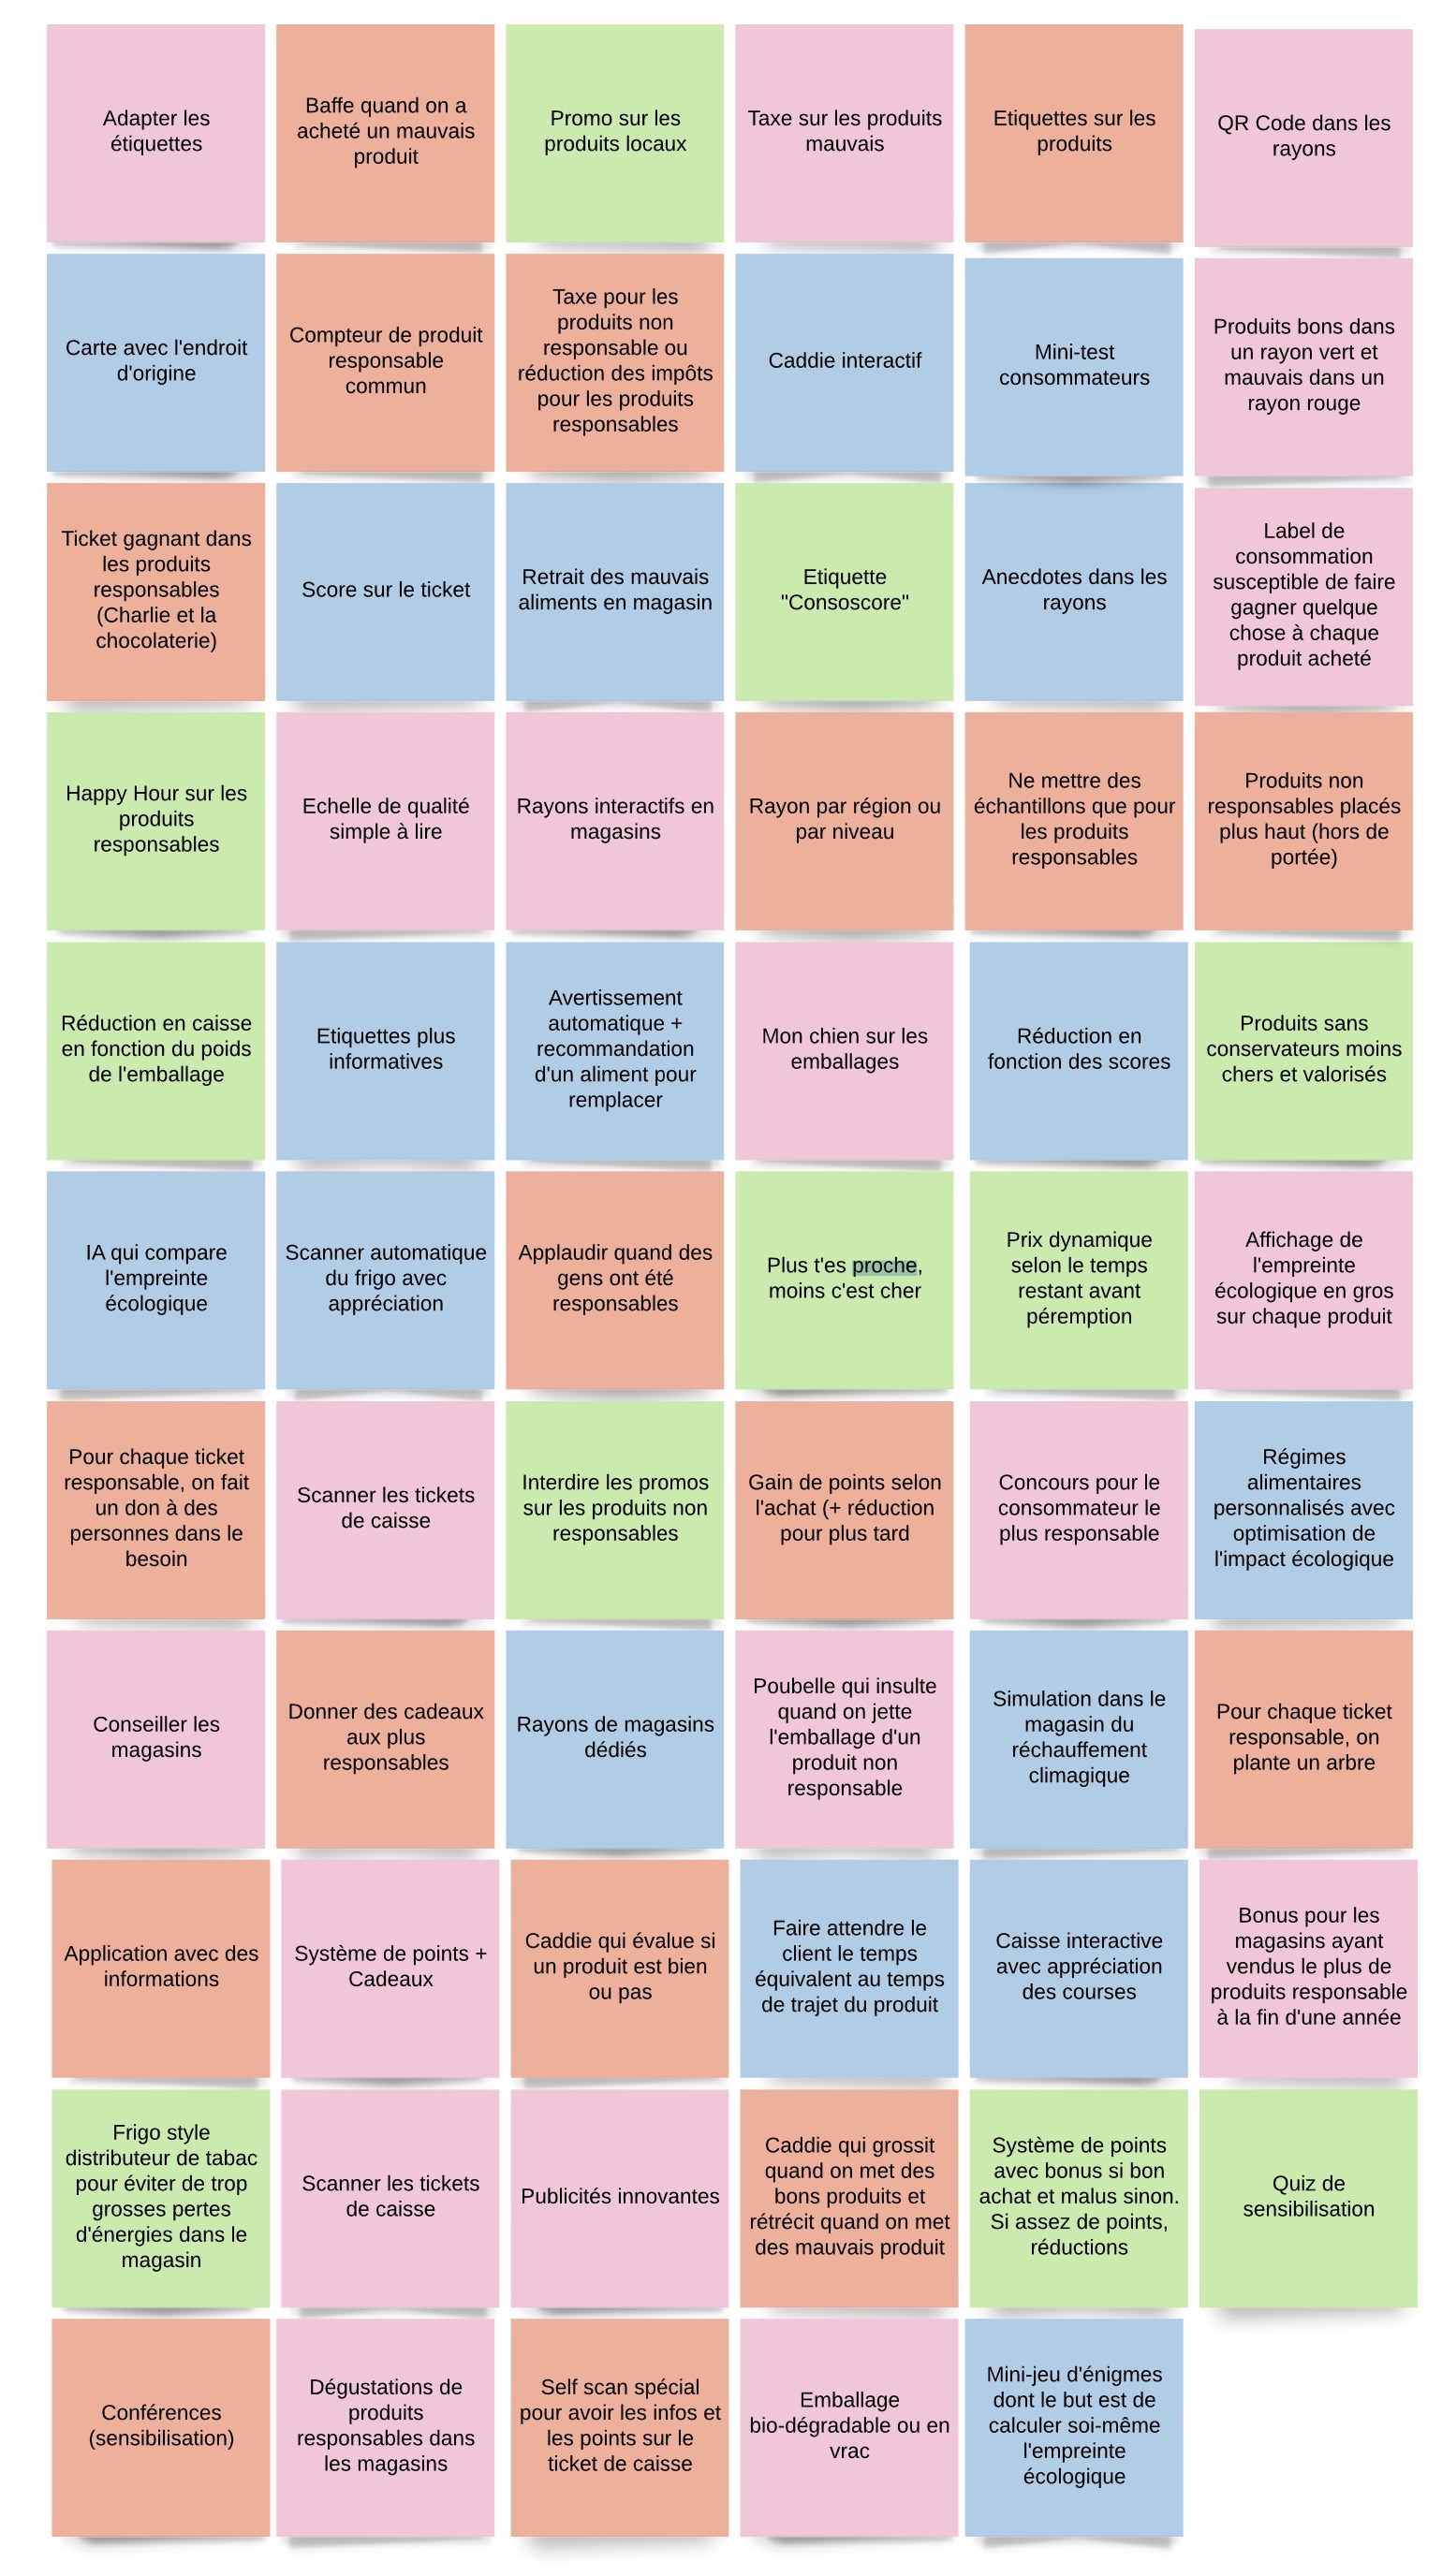 Adapter les
étiquettes
Baffe quand on a
acheté un mauvais
produit
Promo sur les
produits locaux
Taxe sur les produits
mauvais
Etiquettes sur les
produits
QR Code dans les
rayons
Carte avec l'endroit
d'origine
Compteur de produit
responsable
commun
Taxe pour les
produits non
responsable ou
réduction des impôts
pour les produits
responsables
Caddie interactif
Mini-test
consommateurs
Produits bons dans
un rayon vert et
mauvais dans un
rayon rouge
Ticket gagnant dans
les produits
responsables
(Charlie et la
chocolaterie)
Score sur le ticket
Retrait des mauvais
aliments en magasin
Etiquette
"Consoscore"
Anecdotes dans les
rayons
Label de
consommation
susceptible de faire
gagner quelque
chose à chaque
produit acheté
Happy Hour sur les
produits
responsables
Echelle de qualité
simple à lire
Rayons interactifs en
magasins
Rayon par région ou
par niveau
Ne mettre des
échantillons que pour
les produits
responsables
Produits non
responsables placés
plus haut (hors de
portée)
Réduction en caisse
en fonction du poids
de l'emballage
Etiquettes plus
informatives
Avertissement
automatique +
recommandation
d'un aliment pour
remplacer
Mon chien sur les
emballages
Réduction en
fonction des scores
Produits sans
conservateurs moins
chers et valorisés
IA qui compare
l'empreinte
écologique
Scanner automatique
du frigo avec
appréciation
Applaudir quand des
gens ont été
responsables
Plus t'es proche,
moins c'est cher
Prix dynamique
selon le temps
restant avant
péremption
Affichage de
l'empreinte
écologique en gros
sur chaque produit
Pour chaque ticket
responsable, on fait
un don à des
personnes dans le
besoin
Scanner les tickets
de caisse
Interdire les promos
sur les produits non
responsables
Gain de points selon
l'achat (+ réduction
pour plus tard
Concours pour le
consommateur le
plus responsable
Régimes
alimentaires
personnalisés avec
optimisation de
l'impact écologique
Conseiller les
magasins
Donner des cadeaux
aux plus
responsables
Rayons de magasins
dédiés
Poubelle qui insulte
quand on jette
l'emballage d'un
produit non
responsable
Simulation dans le
magasin du
réchauffement
climagique
Pour chaque ticket
responsable, on
plante un arbre
Application avec des
informations
Système de points +
Cadeaux
Caddie qui évalue si
un produit est bien
ou pas
Faire attendre le
client le temps
équivalent au temps
de trajet du produit
Caisse interactive
avec appréciation
des courses
Bonus pour les
magasins ayant
vendus le plus de
produits responsable
à la fin d'une année
Frigo style
distributeur de tabac
pour éviter de trop
grosses pertes
d'énergies dans le
magasin
Scanner les tickets
de caisse
Publicités innovantes
Caddie qui grossit
quand on met des
bons produits et
rétrécit quand on met
des mauvais produit
Système de points
avec bonus si bon
achat et malus sinon.
Si assez de points,
réductions
Quiz de
sensibilisation
Conférences
(sensibilisation)
Dégustations de
produits
responsables dans
les magasins
Self scan spécial
pour avoir les infos et
les points sur le
ticket de caisse
Emballage
bio-dégradable ou en
vrac
Mini-jeu d'énigmes
dont le but est de
calculer soi-même
l'empreinte
écologique